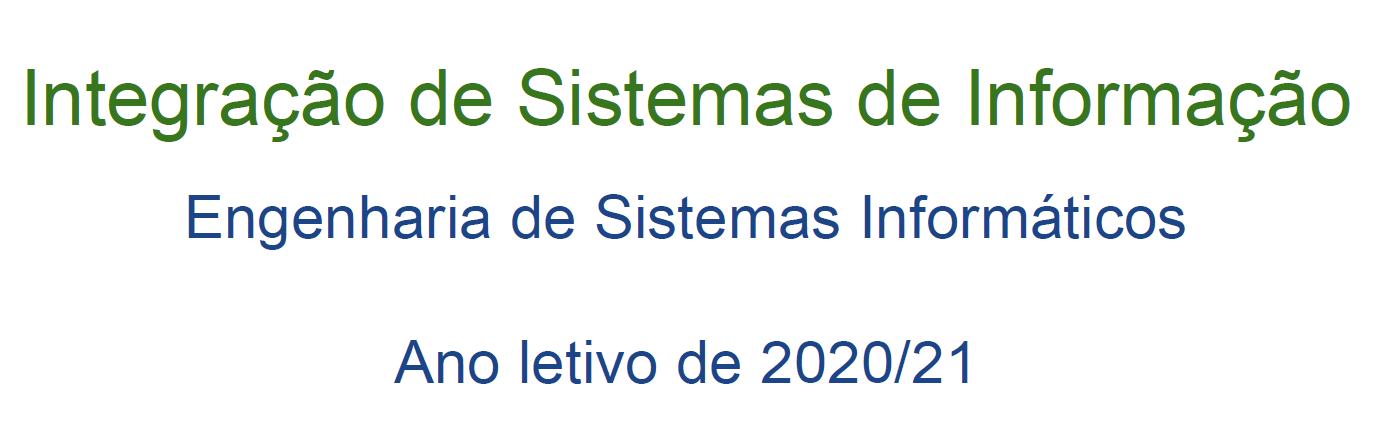 Integração de Sistemas de Informação
Engenharia de Sistemas Informáticos
Ano letivo de 2020/21